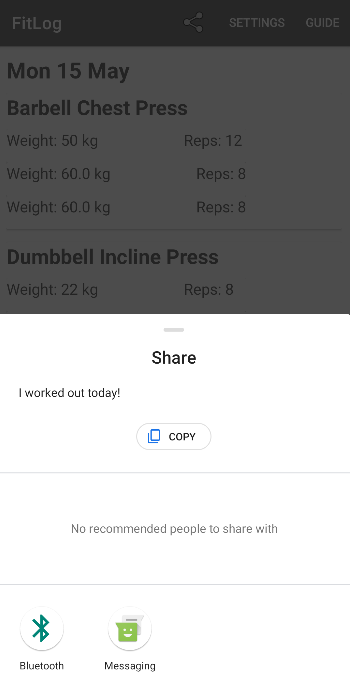 FitLog SETTINGS GUIDE
Mon 15 May
Barbell Chest Press
Weight: 50 kg Reps: 12
Weight: 60.0 kg Reps: 8
Weight: 60.0 kg Reps: 8
Dumbbell Incline Press
Weight: 22 kg Reps: 8
Share
I worked out today!
COPY
No recommended people to share with
Bluetooth Messaging